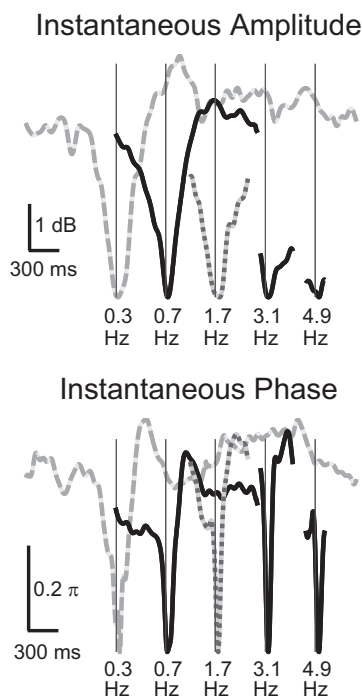 Instantaneous Amplitude
1 dB
300 ms
0.3 0.7 1.7 3.1 4.9
Hz Hz Hz Hz Hz
Instantaneous Phase
0.2 π
300 ms
0.3 0.7 1.7 3.1 4.9
Hz Hz Hz Hz Hz